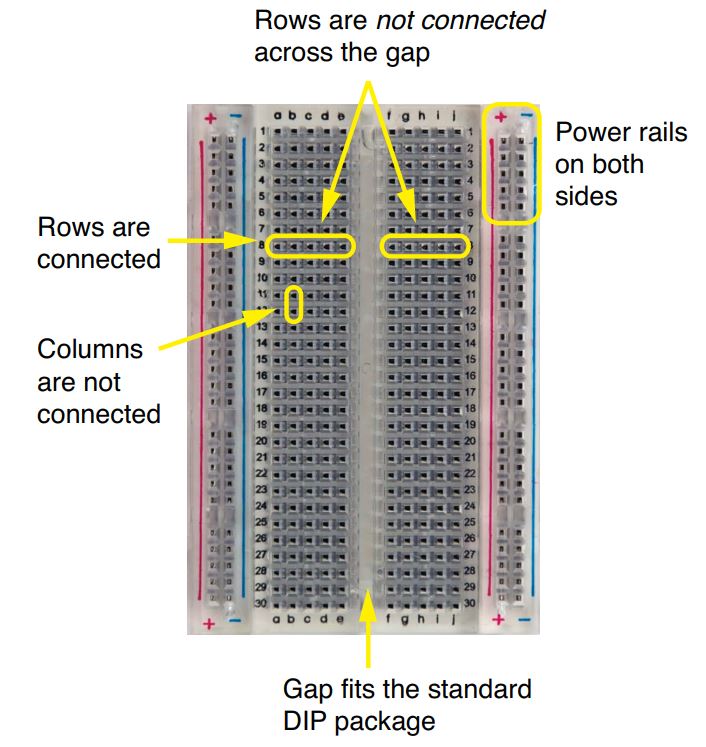 Rows are not connected
across the gap
Power rails
on both
sides
Rows are
connected
Columns
are not
connected
+ − a b c d e f g h i j + −
1 1
2 2
3 3
4 4
5 5
6 6
7 7
8
9 9
10 10
11 11
12 12
13 13
14 14
15 15
16 16
17 17
18 18
19 19
20 20
21 21
22 22
23 23
24 24
25 25
26 26
27 27
28 28
29 29
30 30
+ − a b c d e f g h i j + −
Gap fits the standard
DIP package